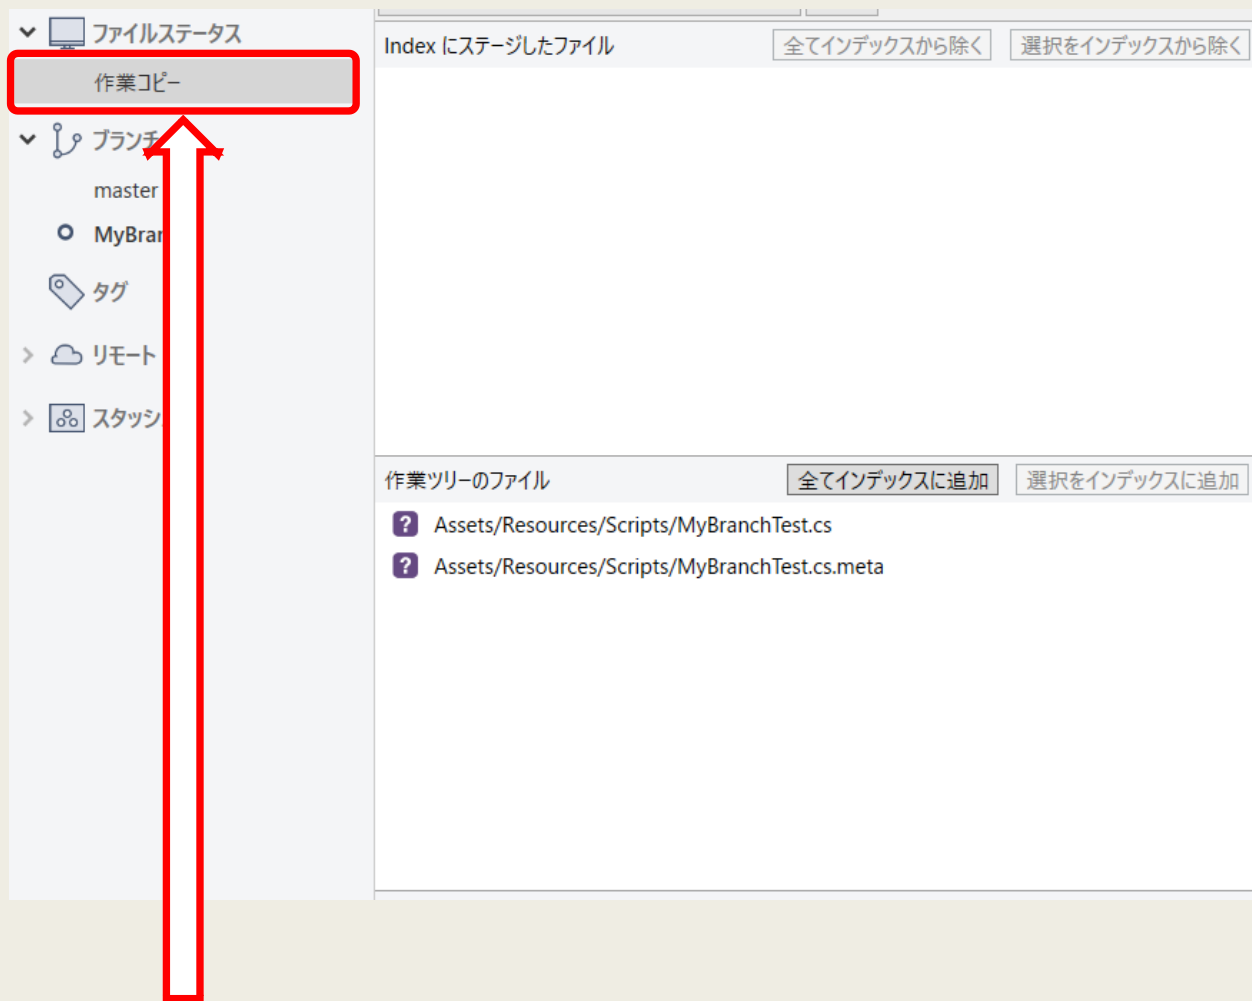 ファイルステータス
作業コピー
ブランチ
master
タグ
リモート
Index にステージしたファイル
全てインデックスから除く
選択をインデックスから除く
作業ツリーのファイル
全てインデックスに追加
選択をインデックスに追加
Assets/Resources/Scripts/MyBranchTest.cs
Assets/Resources/Scripts/MyBranchTest.cs.meta